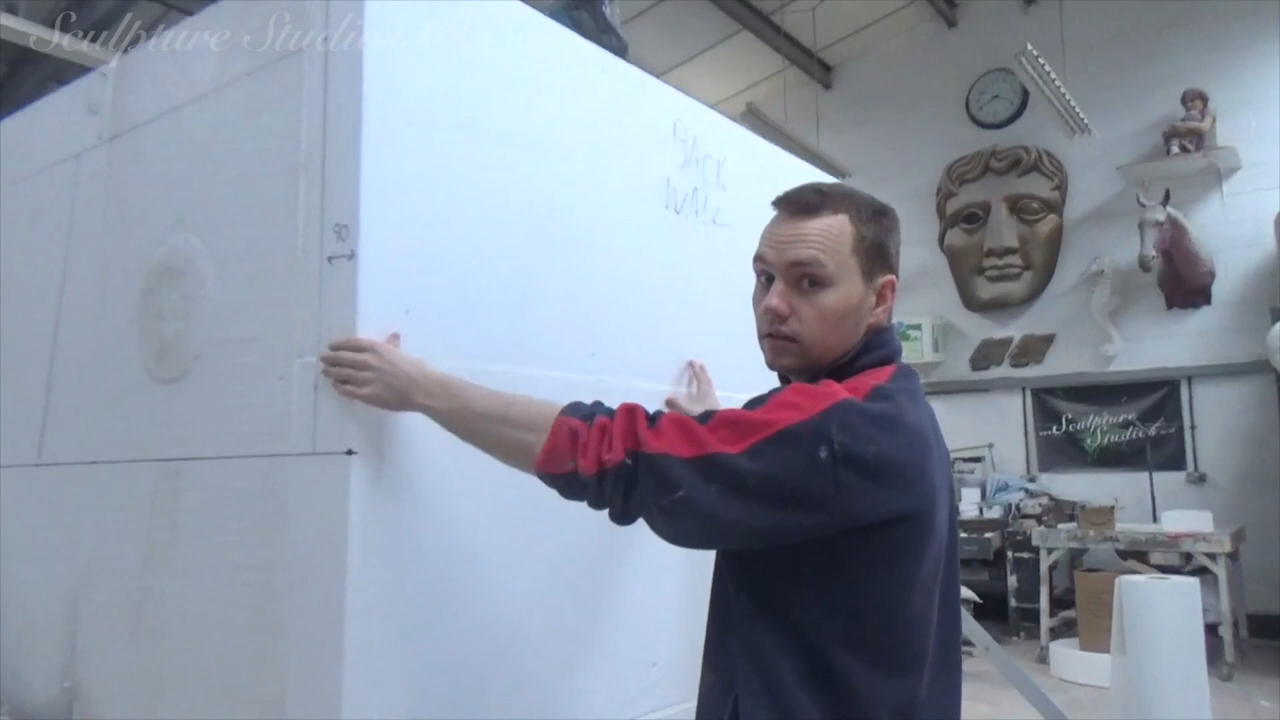 Sculpture Studios
BACK
WALL
90
...Sculpture
Studios